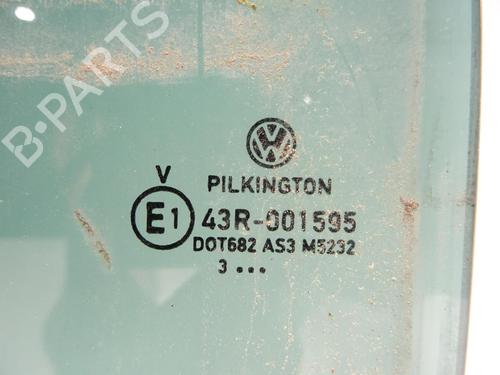 B-PARTS
VW
V
PILKINGTON
E1 43R-001595
DOT682 AS3 M5232
3 ...